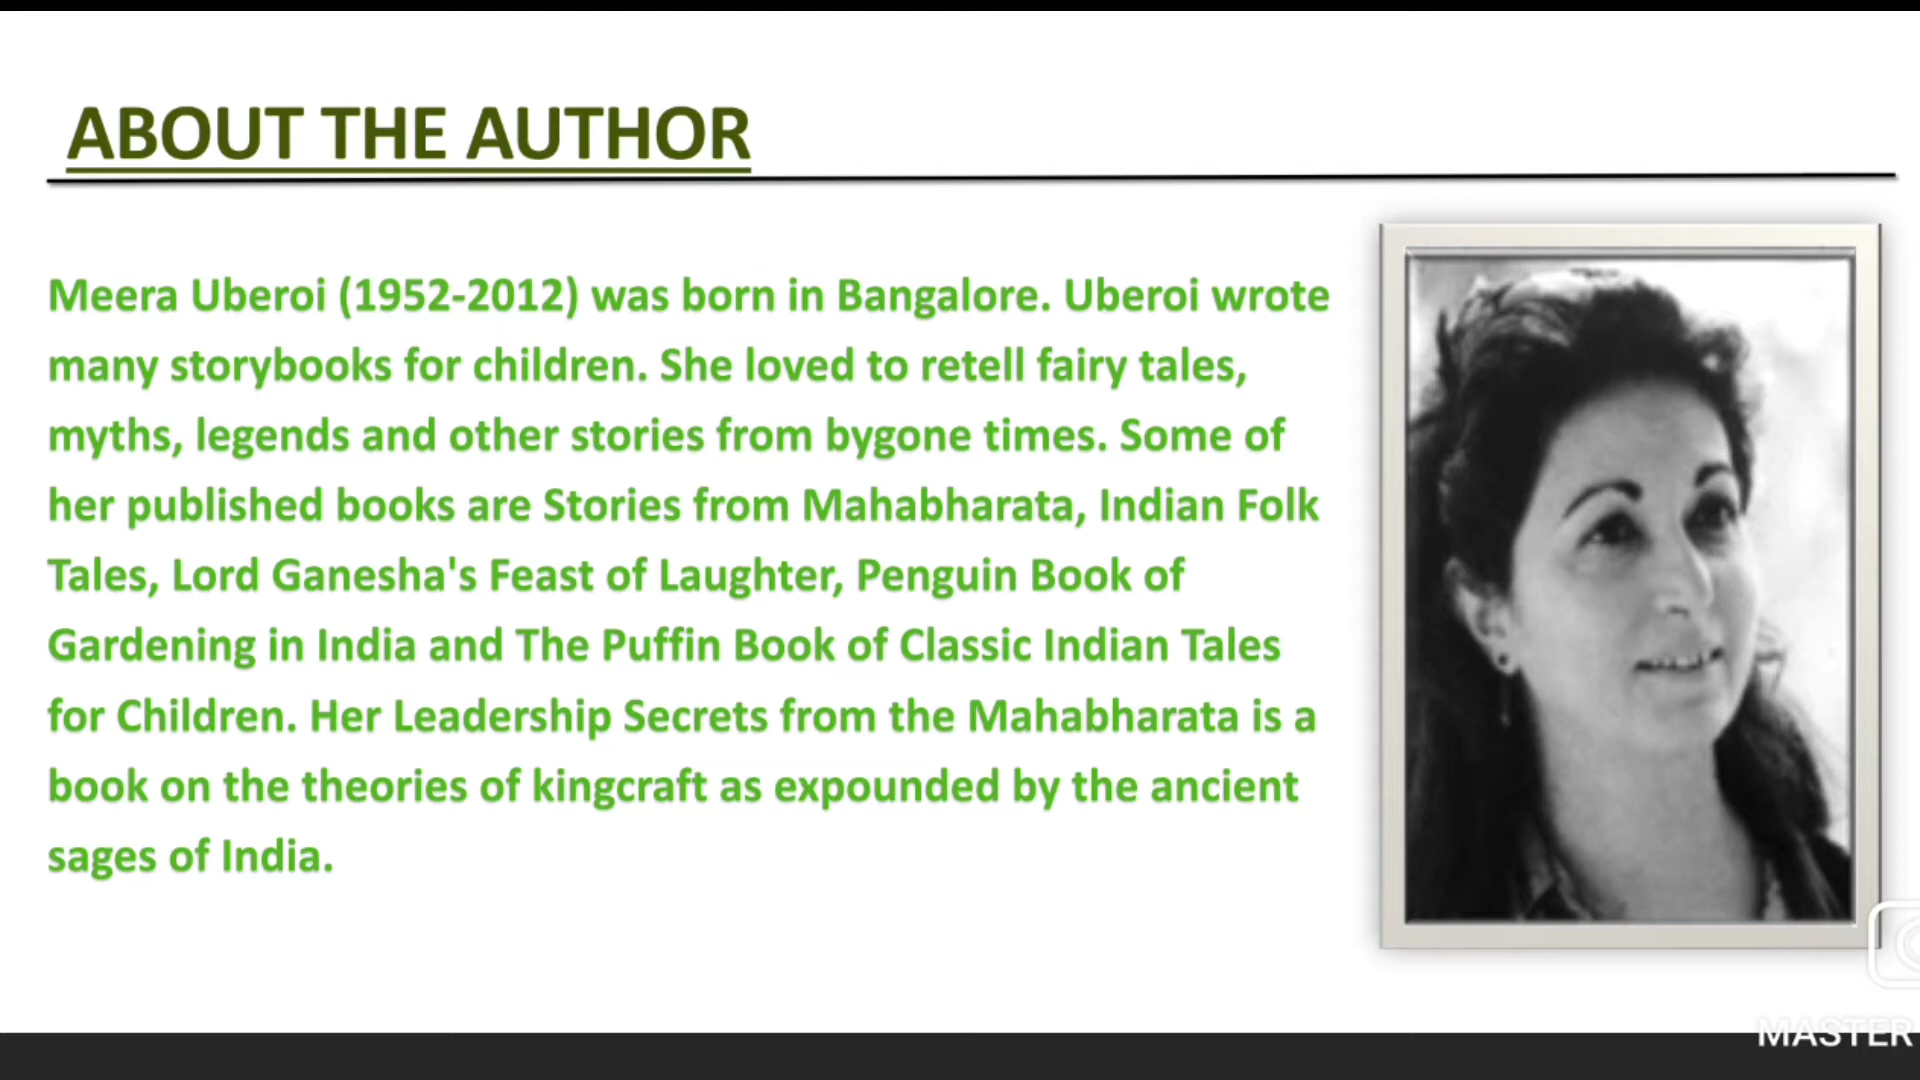 ABOUT THE AUTHOR
Meera Uberoi (1952-2012) was born in Bangalore. Uberoi wrote
many storybooks for children. She loved to retell fairy tales,
myths, legends and other stories from bygone times. Some of
her published books are Stories from Mahabharata, Indian Folk
Tales, Lord Ganesha's Feast of Laughter, Penguin Book of
Gardening in India and The Puffin Book of Classic Indian Tales
for Children. Her Leadership Secrets from the Mahabharata is a
book on the theories of kingcraft as expounded by the ancient
sages of India.
MASTER